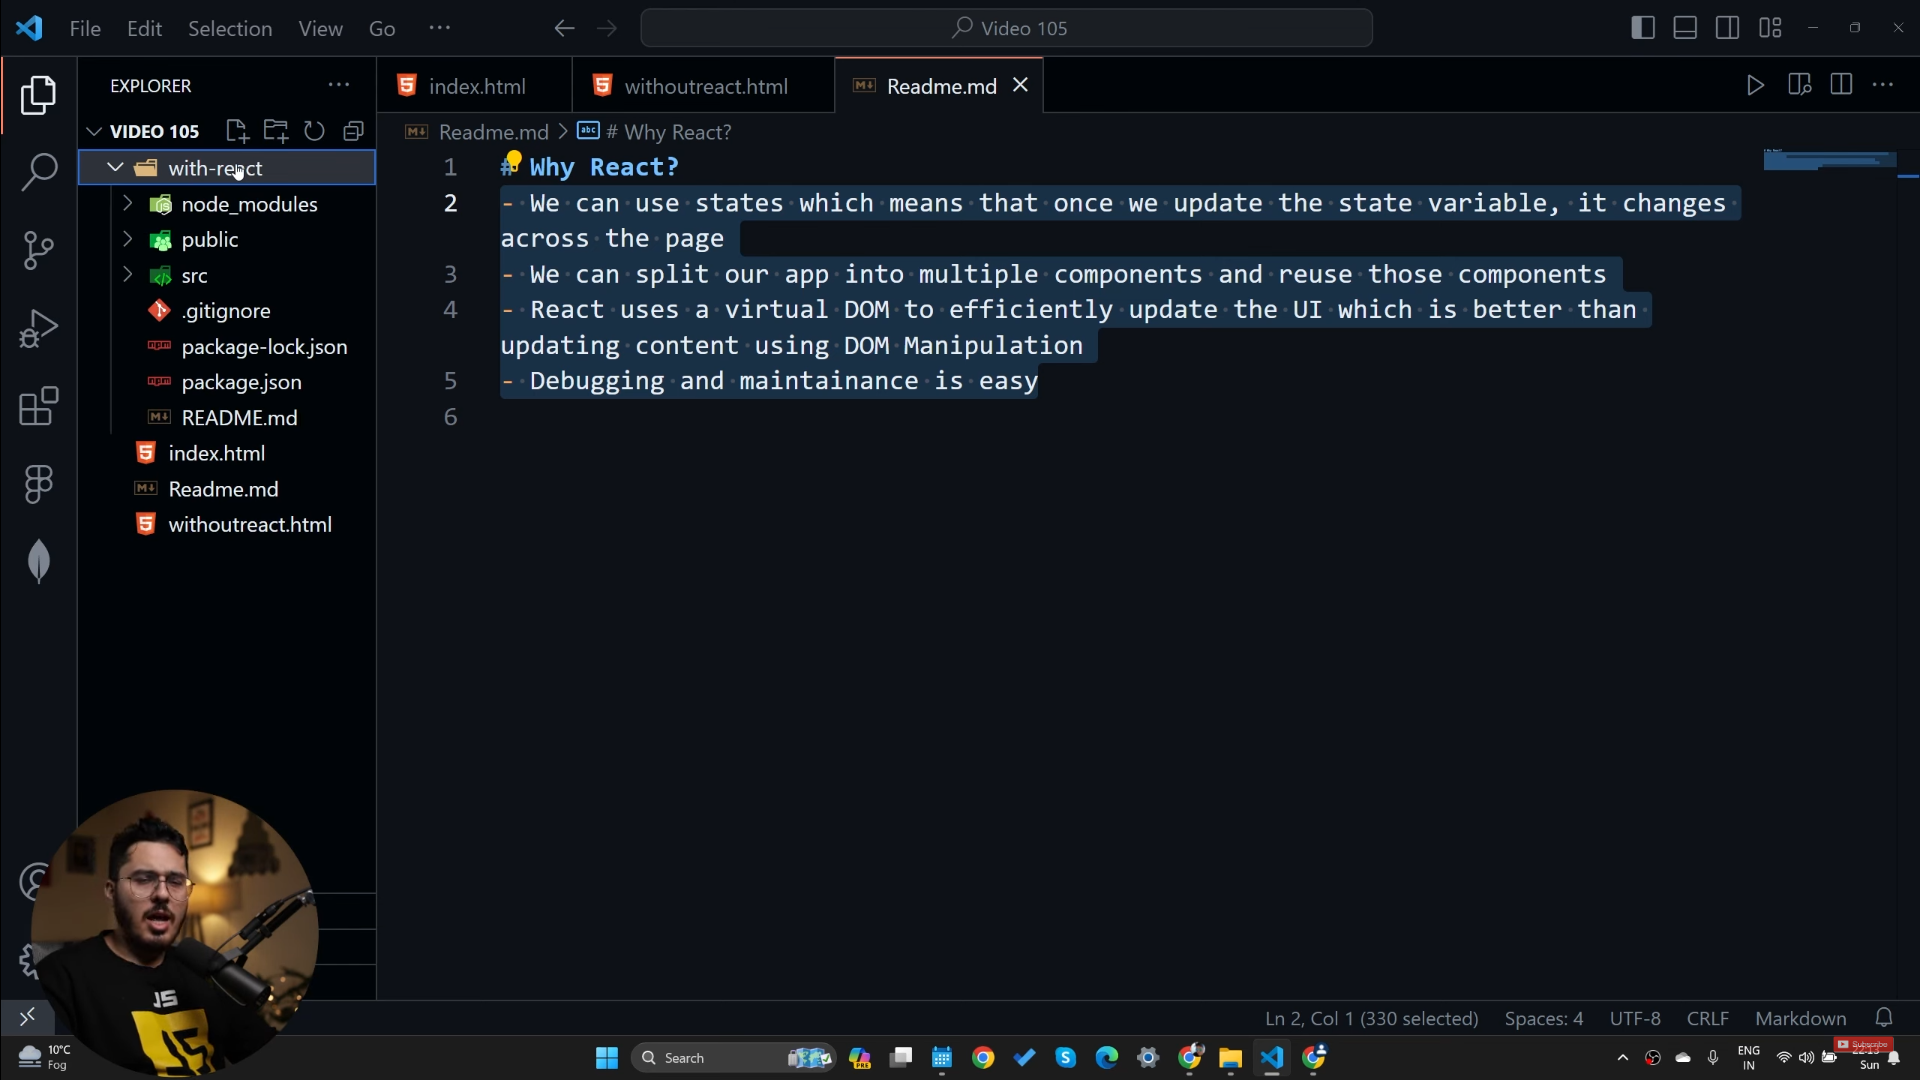 File Edit Selection View Go ··· Video 105
EXPLORER ···
index.html withoutreact.html Readme.md
VIDEO 105
Readme.md > # Why React?
with-react
node_modules
public
src
.gitignore
package-lock.json
package.json
README.md
index.html
Readme.md
withoutreact.html
1 # Why React?
2 - We can use states which means that once we update the state variable, it changes
across the page
3 - We can split our app into multiple components and reuse those components
4 - React uses a virtual DOM to efficiently update the UI which is better than
updating content using DOM Manipulation
5 - Debugging and maintainance is easy
6
JS
Ln 2, Col 1 (330 selected) Spaces: 4 UTF-8 CRLF Markdown
10°C
Fog
Search
PRE
ENG
IN
Subscribe
Sun